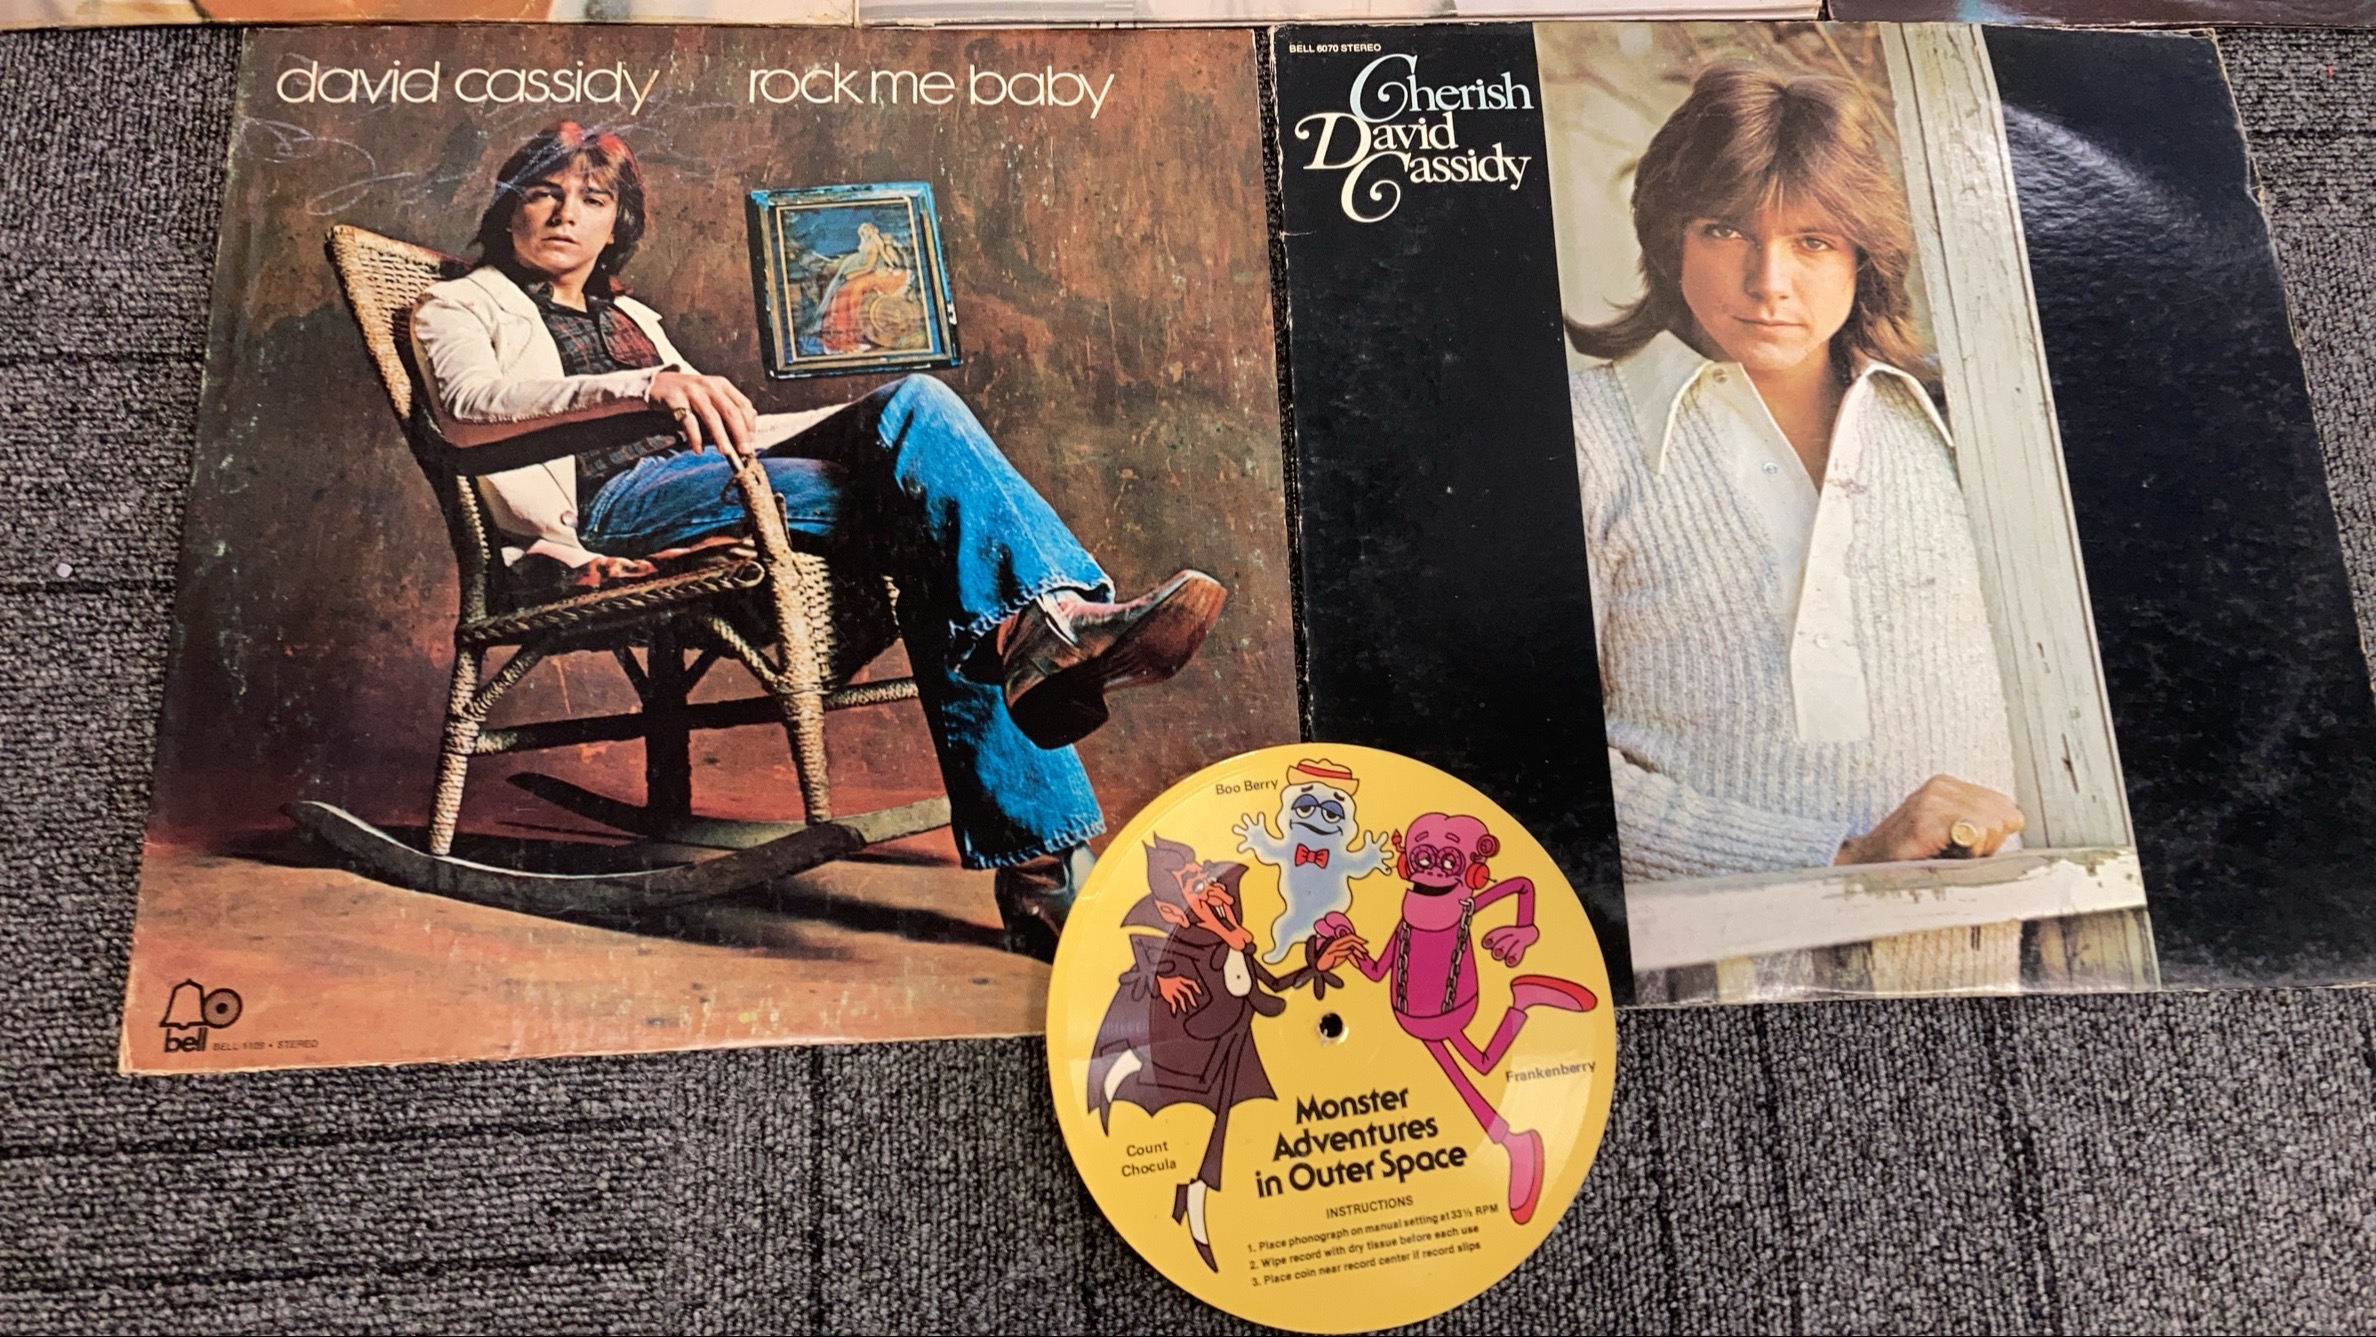 david cassidy rock me baby
bell
BELL 1109 • STEREO
BELL 6070 STEREO
Cherish
David
Cassidy
Boo Berry
Count
Chocula
Frankenberry
Monster
Adventures
in Outer Space
INSTRUCTIONS
1. Place phonograph on manual setting at 33⅓ RPM
2. Wipe record with dry tissue before each use
3. Place coin near record center if record slips